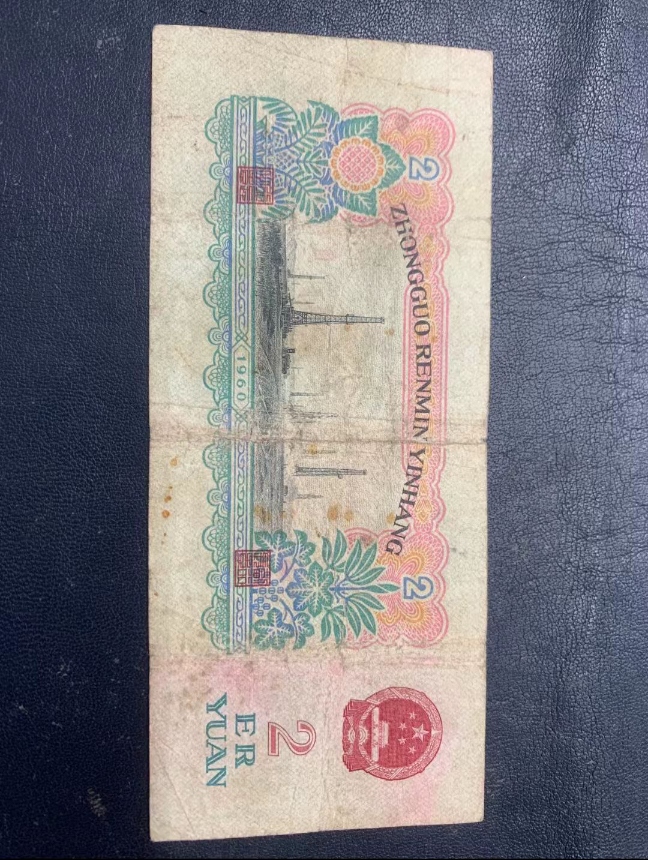 2
2
ZHONGGUO RENMIN YINHANG
1960
2
ER
YUAN